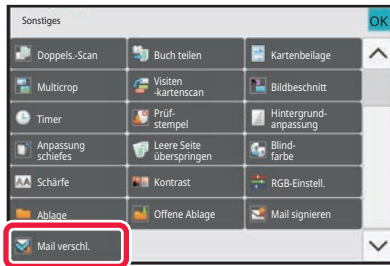 Sonstiges
OK
Doppels.-Scan
Buch teilen
Kartenbeilage
Multicrop
Visiten
-kartenscan
Bildbeschnitt
Timer
Prüf-
stempel
Hintergrund-
anpassung
Anpassung
schiefes
Leere Seite
überspringen
Blind-
farbe
AA Schärfe
Kontrast
RGB-Einstell.
Ablage
Offene Ablage
Mail signieren
Mail verschl.